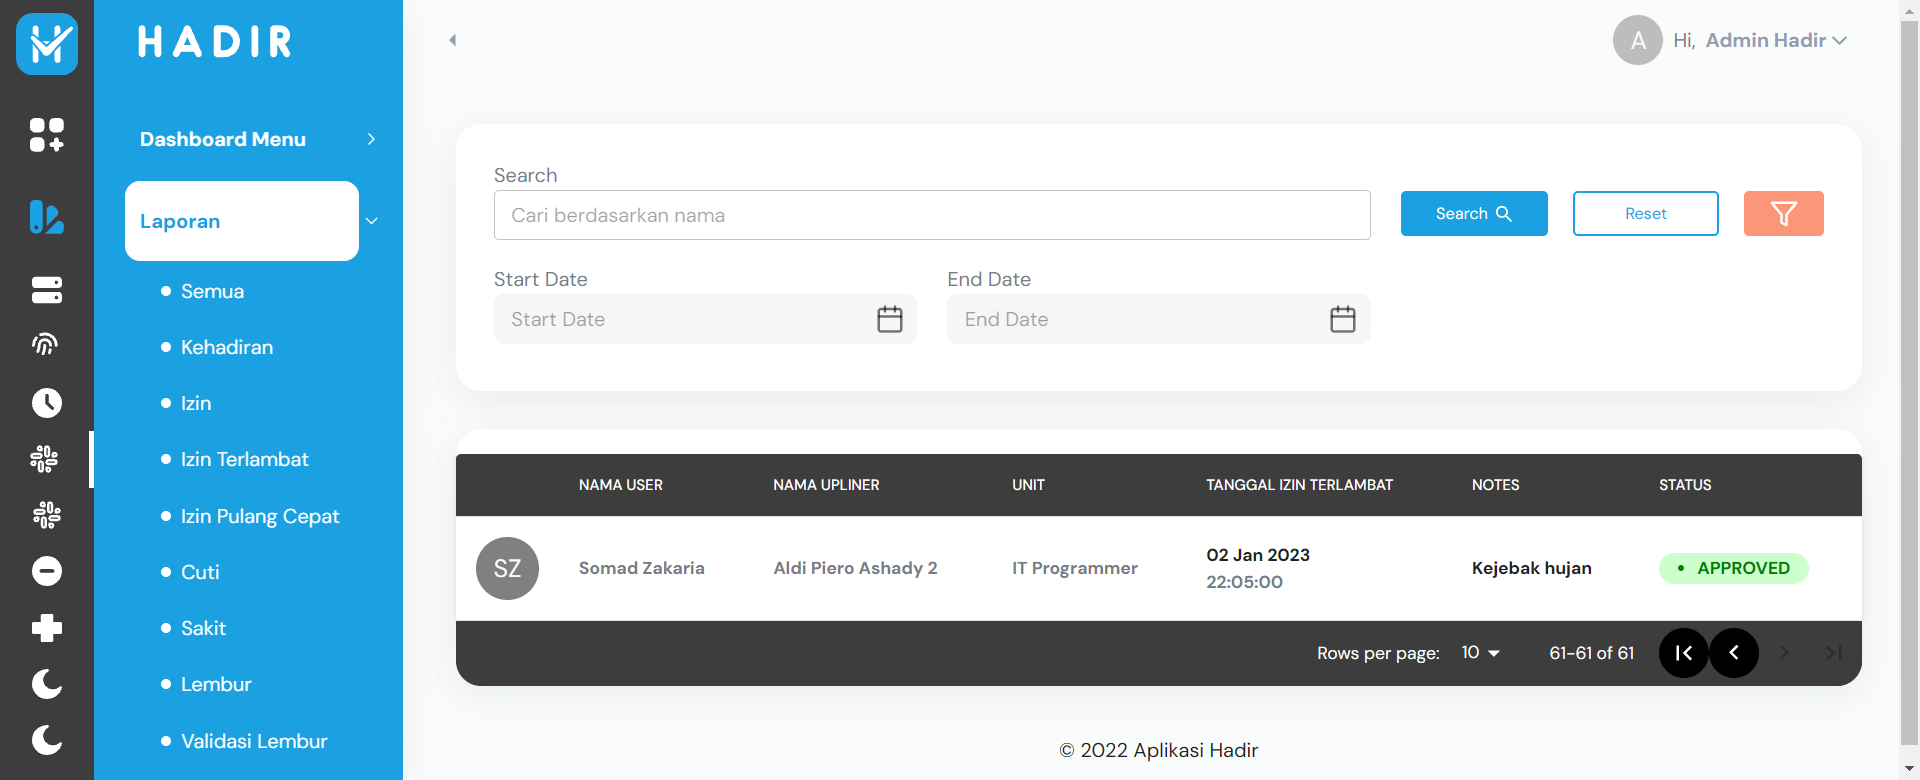 HADIR
Hi, Admin Hadir
A
Dashboard Menu
Laporan
Semua
Kehadiran
Izin
Izin Terlambat
Izin Pulang Cepat
Cuti
Sakit
Lembur
Validasi Lembur
Search
Cari berdasarkan nama
Search
Reset
Start Date
End Date
Start Date
End Date
NAMA USER NAMA UPLINER UNIT TANGGAL IZIN TERLAMBAT NOTES STATUS
SZ Somad Zakaria Aldi Piero Ashady 2 IT Programmer 02 Jan 2023 Kejebak hujan APPROVED
22:05:00
Rows per page: 10 61-61 of 61
© 2022 Aplikasi Hadir